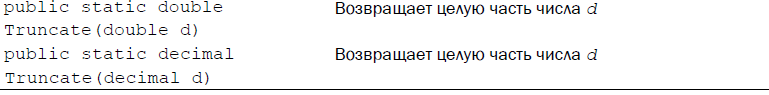 public static double Возвращает целую часть числа d
Truncate(double d)
public static decimal Возвращает целую часть числа d
Truncate(decimal d)